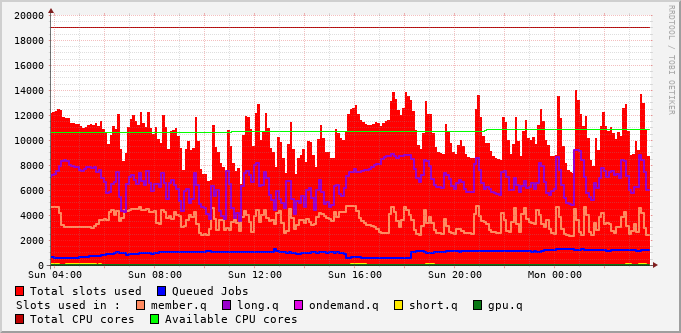 20000
18000
16000
14000
12000
10000
8000
6000
4000
2000
0
Sun 04:00 Sun 08:00 Sun 12:00 Sun 16:00 Sun 20:00 Mon 00:00
RRDTOOL / TOBI OETIKER
Total slots used Queued Jobs
Slots used in : member.q long.q ondemand.q short.q gpu.q
Total CPU cores Available CPU cores